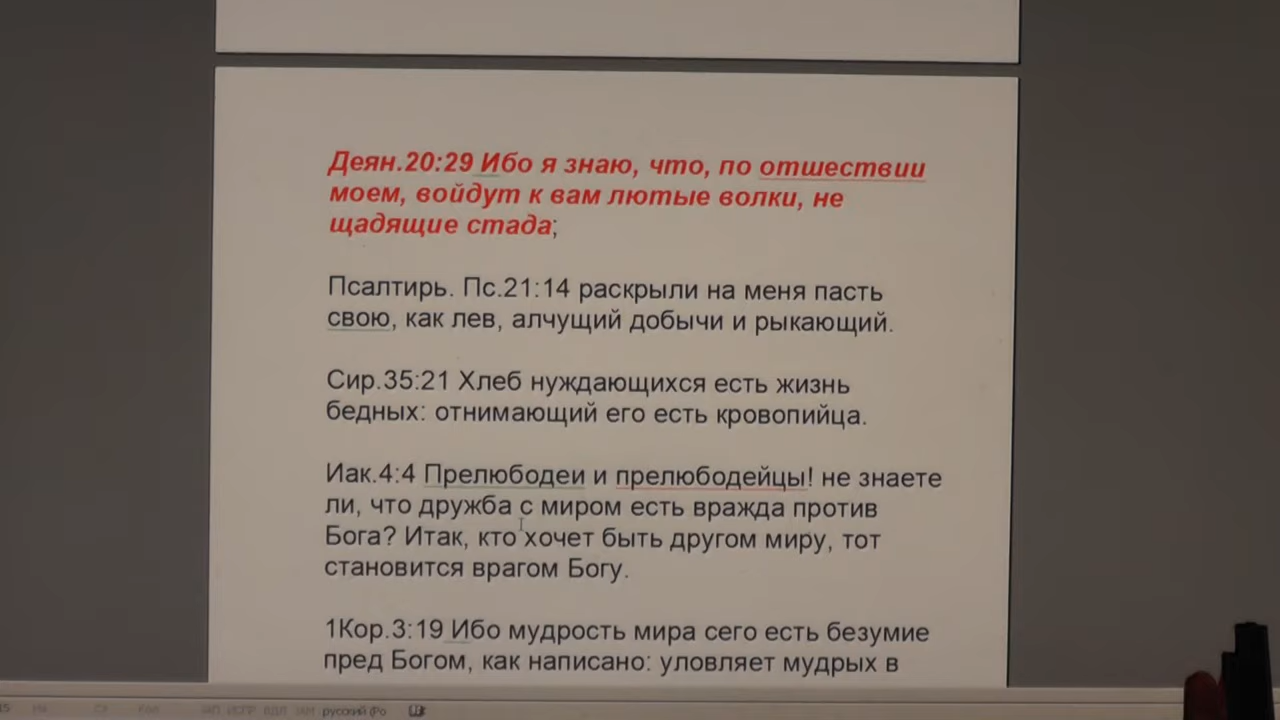 Деян.20:29 Ибо я знаю, что, по отшествии
моем, войдут к вам лютые волки, не
щадящие стада;
Псалтирь. Пс.21:14 раскрыли на меня пасть
свою, как лев, алчущий добычи и рыкающий.
Сир.35:21 Хлеб нуждающихся есть жизнь
бедных: отнимающий его есть кровопийца.
Иак.4:4 Прелюбодеи и прелюбодейцы! не знаете
ли, что дружба с миром есть вражда против
Бога? Итак, кто хочет быть другом миру, тот
становится врагом Богу.
1Кор.3:19 Ибо мудрость мира сего есть безумие
пред Богом, как написано: уловляет мудрых в
русский (Ро